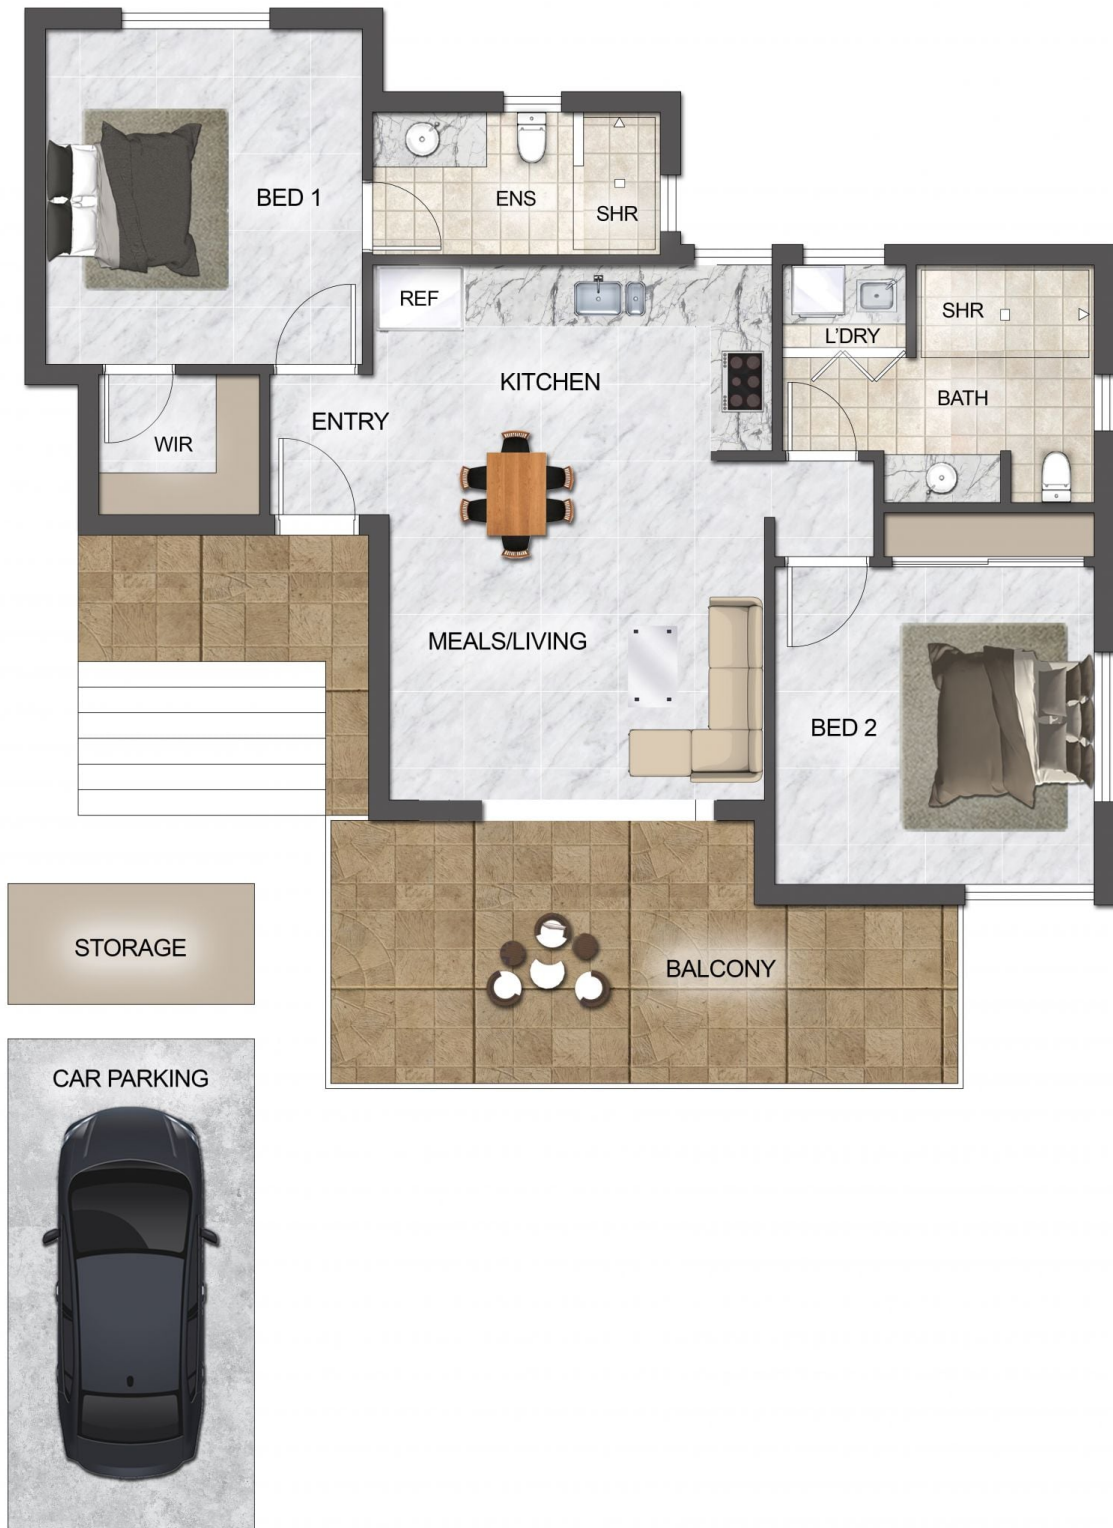 BED 1
ENS
SHR
REF
SHR
L'DRY
KITCHEN
BATH
ENTRY
WIR
MEALS/LIVING
BED 2
STORAGE
BALCONY
CAR PARKING